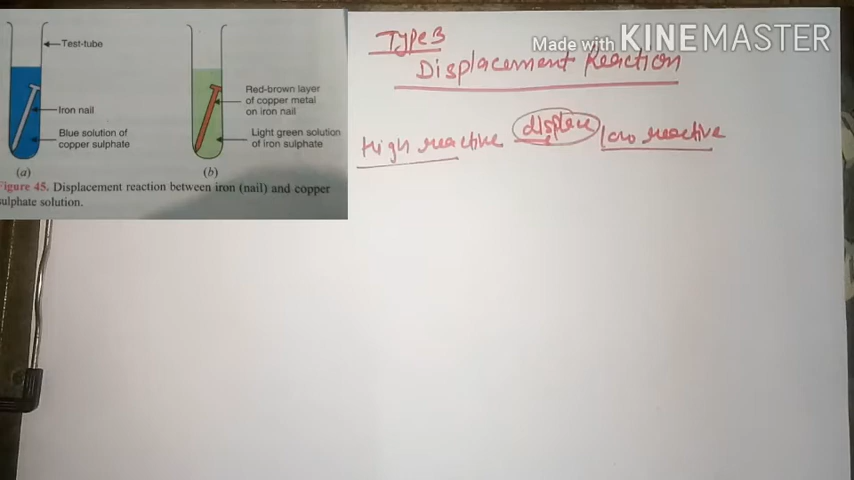 Test-tube
Iron nail
Blue solution of
copper sulphate
(a)
Red-brown layer
of copper metal
on iron nail
Light green solution
of iron sulphate
(b)
Figure 45. Displacement reaction between iron (nail) and copper
sulphate solution.
Made with KINEMASTER
Type 3
Displacement Reaction
High reactive displace low reactive